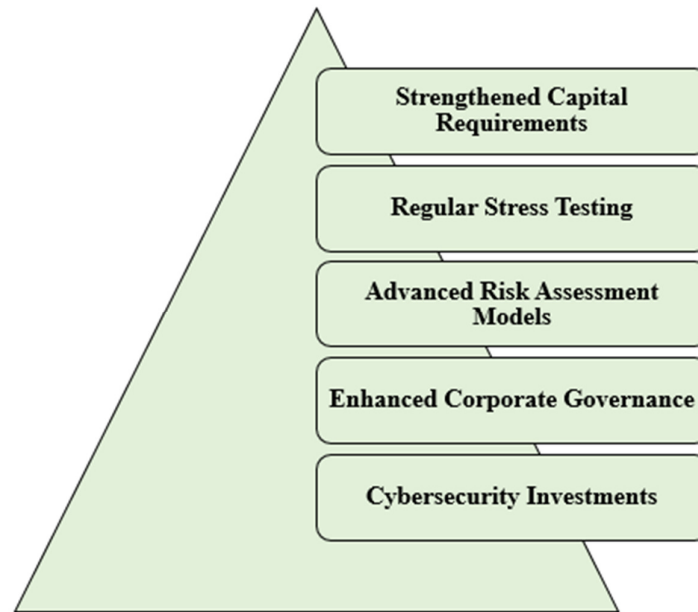 Strengthened Capital
Requirements
Regular Stress Testing
Advanced Risk Assessment
Models
Enhanced Corporate Governance
Cybersecurity Investments